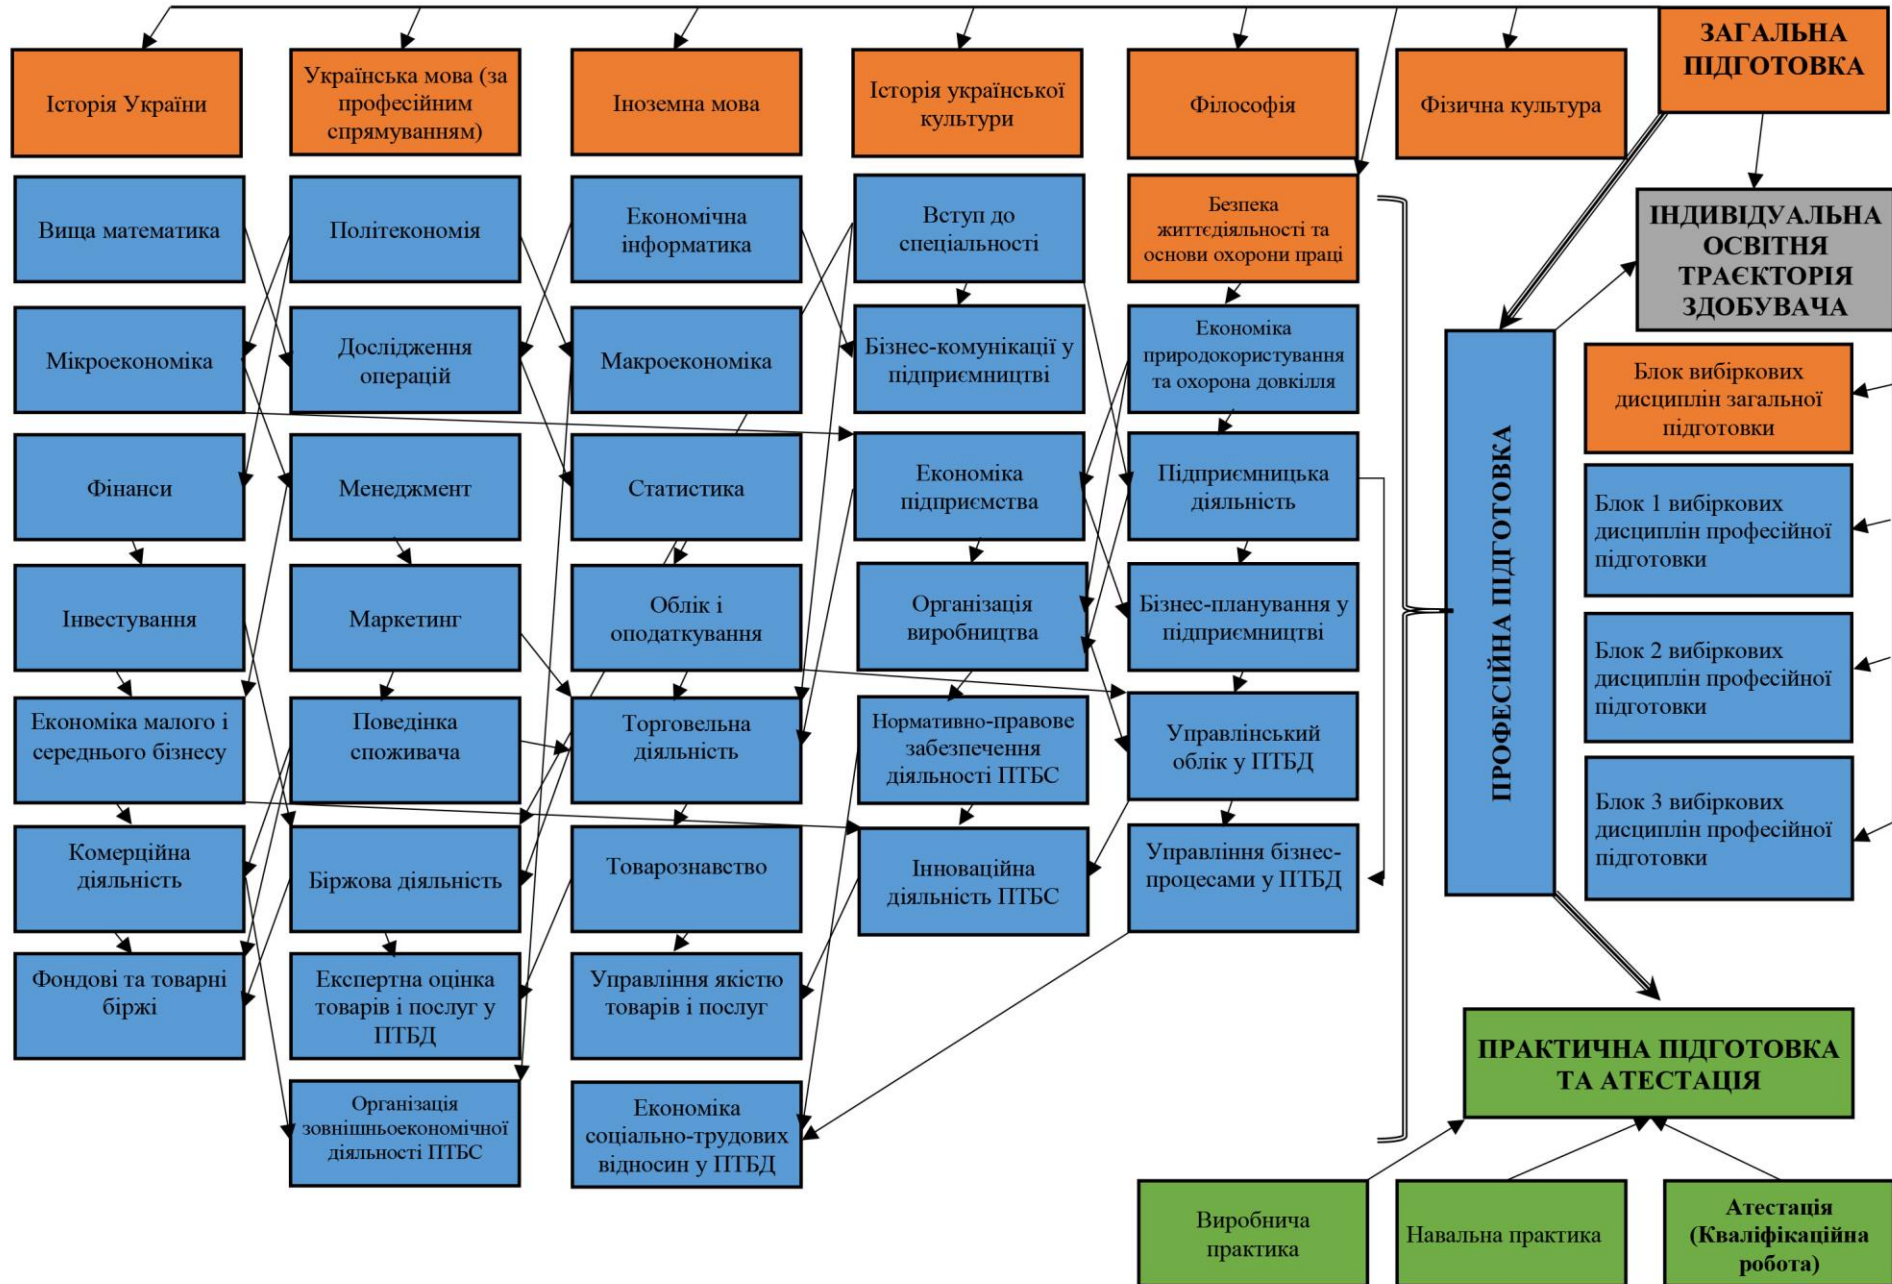 ЗАГАЛЬНА
ПІДГОТОВКА
Історія України
Українська мова (за
професійним
спрямуванням)
Іноземна мова
Історія української
культури
Філософія
Фізична культура
Вища математика
Політекономія
Економічна
інформатика
Вступ до
спеціальності
Безпека
життєдіяльності та
основи охорони праці
ІНДИВІДУАЛЬНА
ОСВІТНЯ
ТРАЄКТОРІЯ
ЗДОБУВАЧА
Мікроекономіка
Дослідження
операцій
Макроекономіка
Бізнес-комунікації у
підприємництві
Економіка
природокористування
та охорона довкілля
Блок вибіркових
дисциплін загальної
підготовки
Фінанси
Менеджмент
Статистика
Економіка
підприємства
Підприємницька
діяльність
ПРОФЕСІЙНА ПІДГОТОВКА
Блок 1 вибіркових
дисциплін професійної
підготовки
Інвестування
Маркетинг
Облік і
оподаткування
Організація
виробництва
Бізнес-планування у
підприємництві
Блок 2 вибіркових
дисциплін професійної
підготовки
Економіка малого і
середнього бізнесу
Поведінка
споживача
Торговельна
діяльність
Нормативно-правове
забезпечення
діяльності ПТБС
Управлінський
облік у ПТБД
Блок 3 вибіркових
дисциплін професійної
підготовки
Комерційна
діяльність
Біржова діяльність
Товарознавство
Інноваційна
діяльність ПТБС
Управління бізнес-
процесами у ПТБД
Фондові та товарні
біржі
Експертна оцінка
товарів і послуг у
ПТБД
Управління якістю
товарів і послуг
ПРАКТИЧНА ПІДГОТОВКА
ТА АТЕСТАЦІЯ
Організація
зовнішньоекономічної
діяльності ПТБС
Економіка
соціально-трудових
відносин у ПТБД
Виробнича
практика
Навальна практика
Атестація
(Кваліфікаційна
робота)